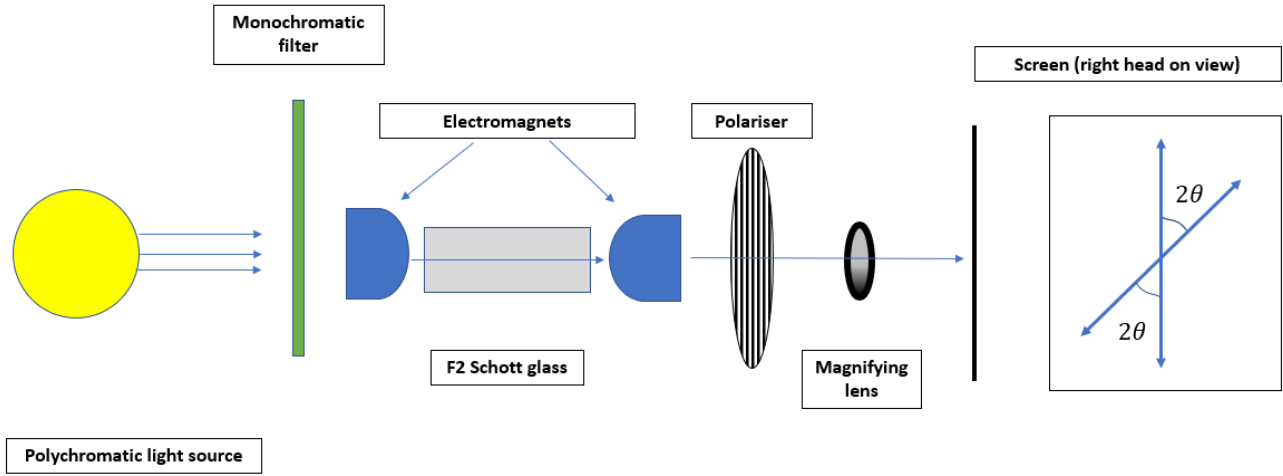 Monochromatic
filter
Screen (right head on view)
Electromagnets
Polariser
2θ
2θ
F2 Schott glass
Magnifying
lens
Polychromatic light source